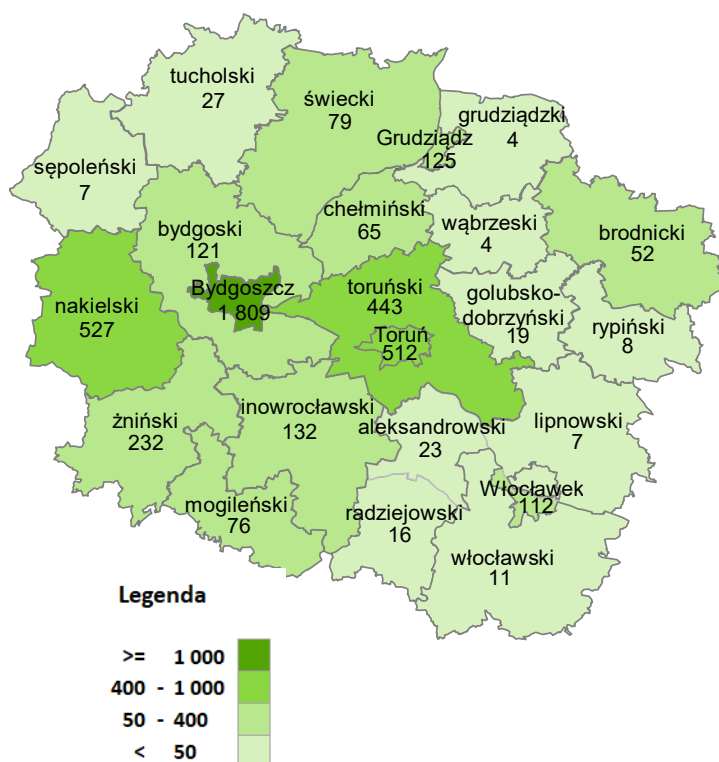 tucholski
27
świecki
79
grudziądzki
4
Grudziądz
125
sępoleński
7
chełmiński
65
wąbrzeski
4
bydgoski
121
brodnicki
52
Bydgoszcz
1 809
toruński
443
golubsko-
dobrzyński
19
nakielski
527
rypiński
8
Toruń
512
żniński
232
inowrocławski
132
aleksandrowski
23
lipnowski
7
Włocławek
112
mogileński
76
radziejowski
16
włocławski
11
Legenda
>= 1 000
400 - 1 000
50 - 400
< 50